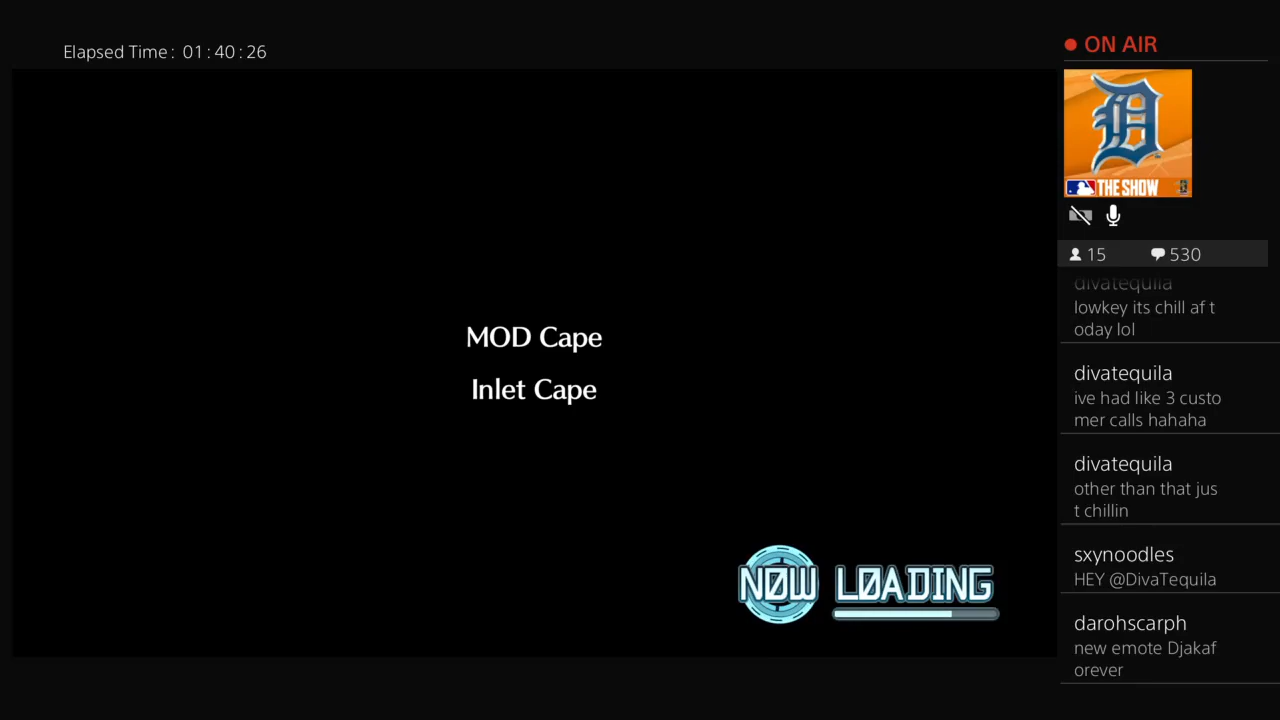 Elapsed Time: 01:40:26
ON AIR
D
THE SHOW
15 530
divatequila
lowkey its chill af t
oday lol
divatequila
ive had like 3 custo
mer calls hahaha
divatequila
other than that jus
t chillin
sxynoodles
HEY @DivaTequila
darohscarph
new emote Djakaf
orever
MOD Cape
Inlet Cape
NOW LOADING